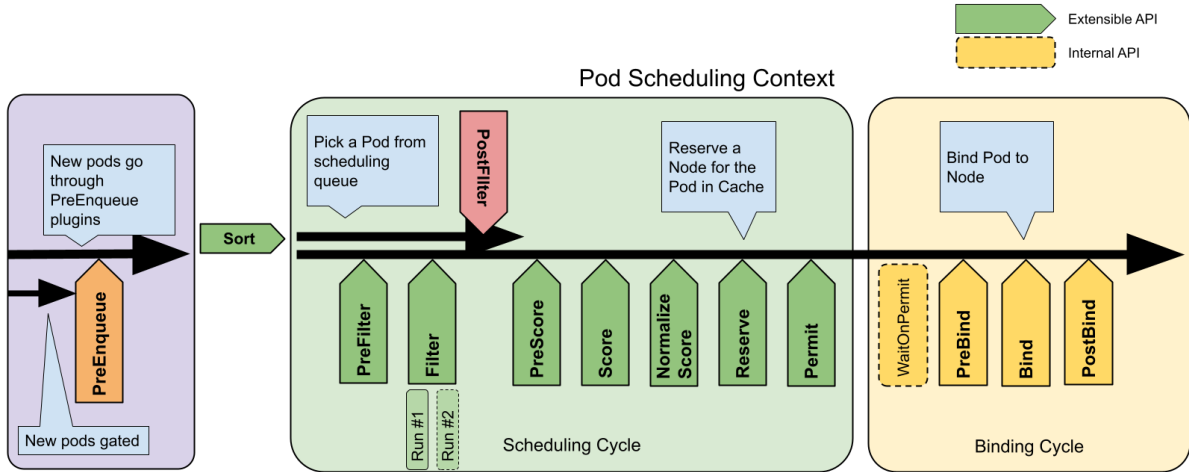 Extensible API
Internal API
Pod Scheduling Context
New pods go
through
PreEnqueue
plugins
PreEnqueue
New pods gated
Sort
Pick a Pod from
scheduling
queue
PostFIlter
Reserve a
Node for the
Pod in Cache
PreFilter
Filter
Run #1
Run #2
PreScore
Score
Normalize
Score
Reserve
Permit
Scheduling Cycle
Bind Pod to
Node
WaitOnPermit
PreBind
Bind
PostBind
Binding Cycle